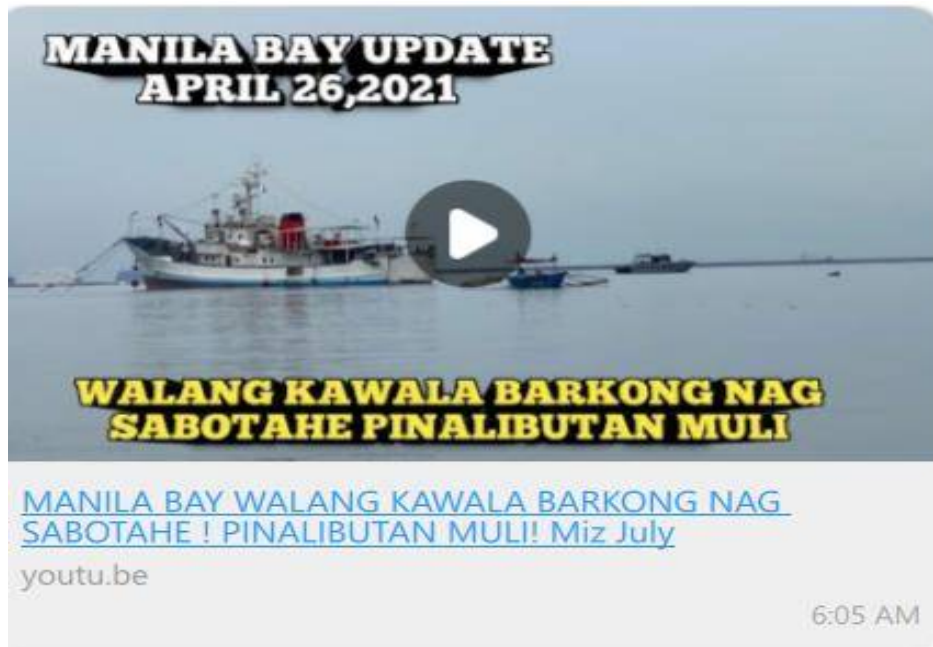 MANILA BAY UPDATE
APRIL 26,2021
WALANG KAWALA BARKONG NAG
SABOTAHE PINALIBUTAN MULI
MANILA BAY WALANG KAWALA BARKONG NAG
SABOTAHE ! PINALIBUTAN MULI! Miz July
youtu.be
6:05 AM